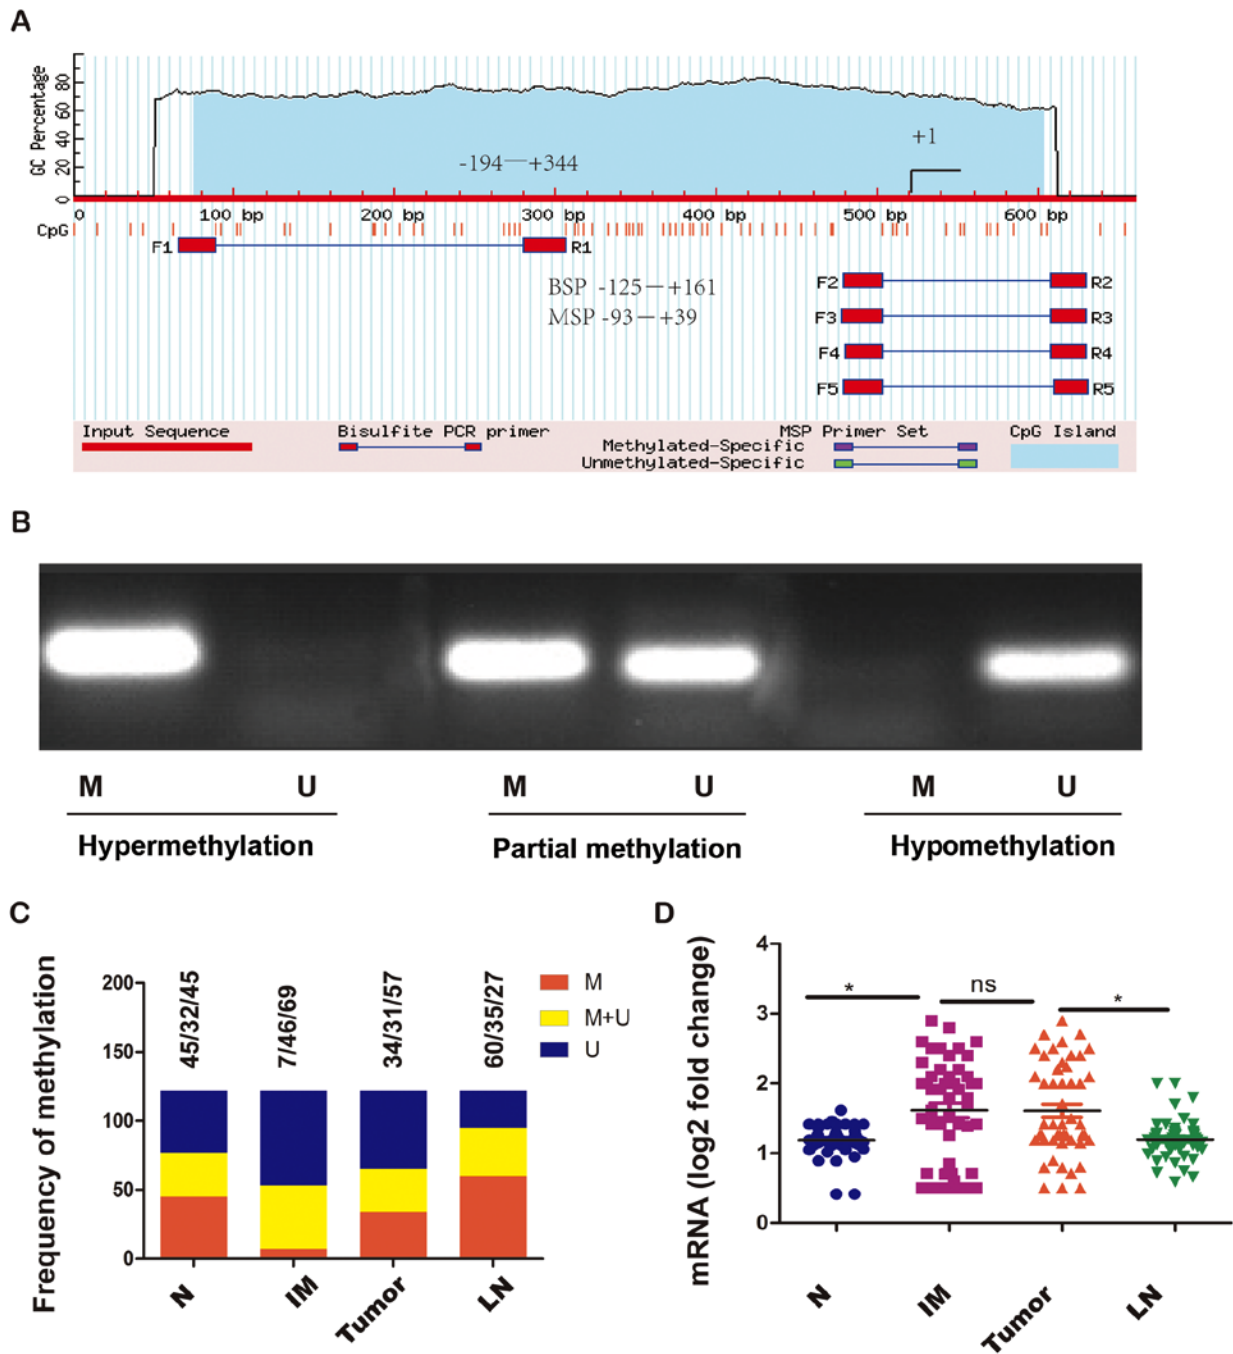 A
GC Percentage
80
60
40
20
0
-194—+344
+1
0
100 bp
200 bp
300 bp
400 bp
500 bp
600 bp
CpG
F1
R1
BSP -125—+161
MSP -93—+39
F2
R2
F3
R3
F4
R4
F5
R5
Input Sequence
Bisulfite PCR primer
MSP Primer Set
CpG Island
Methylated-Specific
Unmethylated-Specific
B
M
U
M
U
M
U
Hypermethylation
Partial methylation
Hypomethylation
C
Frequency of methylation
200
150
100
50
0
45/32/45
7/46/69
34/31/57
60/35/27
M
M+U
U
N
IM
Tumor
LN
D
mRNA (log2 fold change)
4
3
2
1
0
*
ns
*
N
IM
Tumor
LN